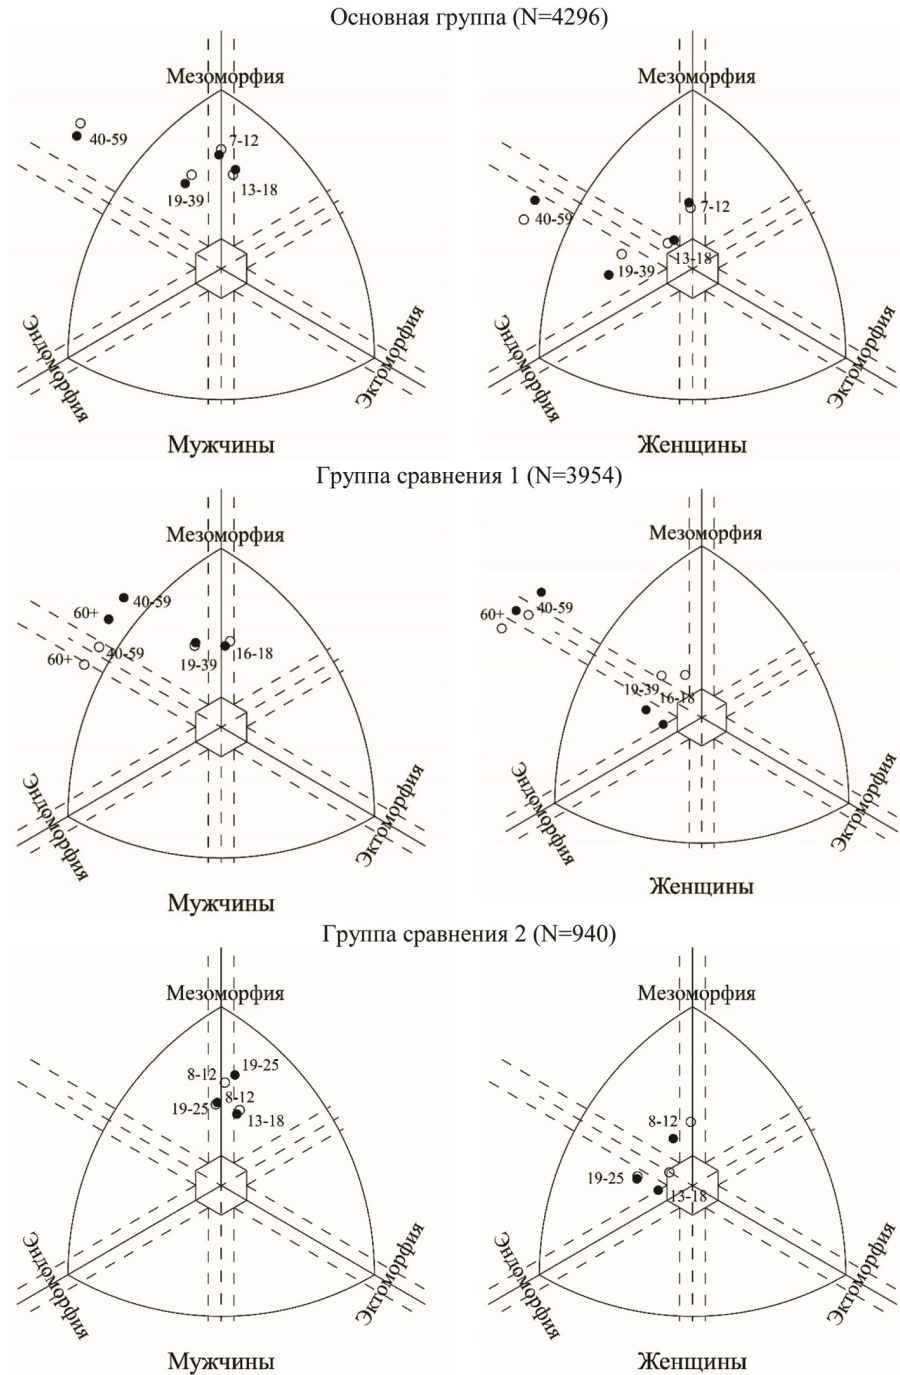 Основная группа (N=4296)
Мезоморфия
40-59
7-12
19-39
13-18
Эндоморфия
Эктоморфия
Мужчины
Мезоморфия
40-59
7-12
19-39
13-18
Эндоморфия
Эктоморфия
Женщины
Группа сравнения 1 (N=3954)
Мезоморфия
60+
40-59
60+
40-59
19-39
16-18
Эндоморфия
Эктоморфия
Мужчины
Мезоморфия
60+
40-59
19-39
16-18
Эндоморфия
Эктоморфия
Женщины
Группа сравнения 2 (N=940)
Мезоморфия
8-12
19-25
19-25
8-12
13-18
Эндоморфия
Эктоморфия
Мужчины
Мезоморфия
8-12
19-25
13-18
Эндоморфия
Эктоморфия
Женщины